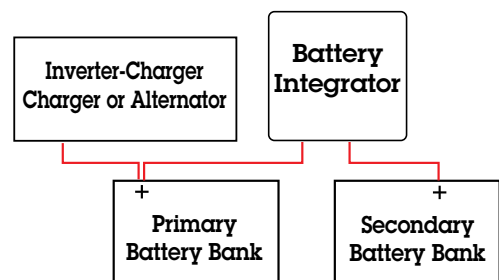 Inverter-Charger
Charger or Alternator
Battery
Integrator
+
Primary
Battery Bank
+
Secondary
Battery Bank